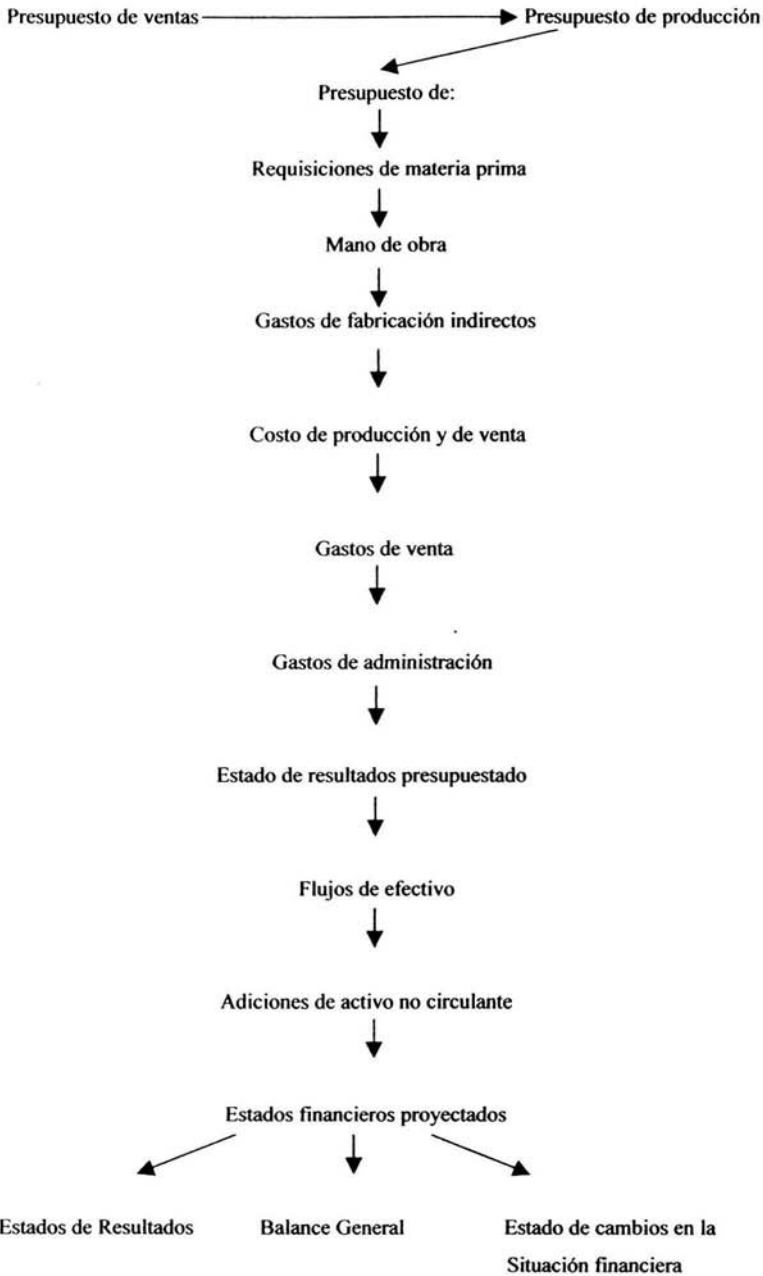 Presupuesto de ventas Presupuesto de producción
Presupuesto de:
Requisiciones de materia prima
Mano de obra
Gastos de fabricación indirectos
Costo de producción y de venta
Gastos de venta
Gastos de administración
Estado de resultados presupuestado
Flujos de efectivo
Adiciones de activo no circulante
Estados financieros proyectados
Estados de Resultados Balance General Estado de cambios en la
Situación financiera